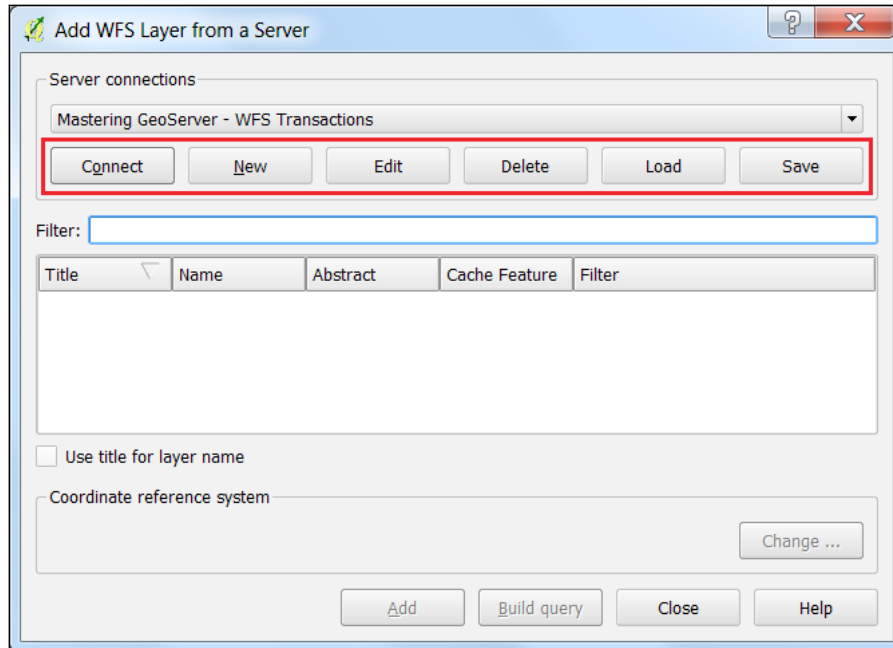 Add WFS Layer from a Server
Server connections
Mastering GeoServer - WFS Transactions
Connect New Edit Delete Load Save
Filter:
Title Name Abstract Cache Feature Filter
Use title for layer name
Coordinate reference system
Change ...
Add Build query Close Help